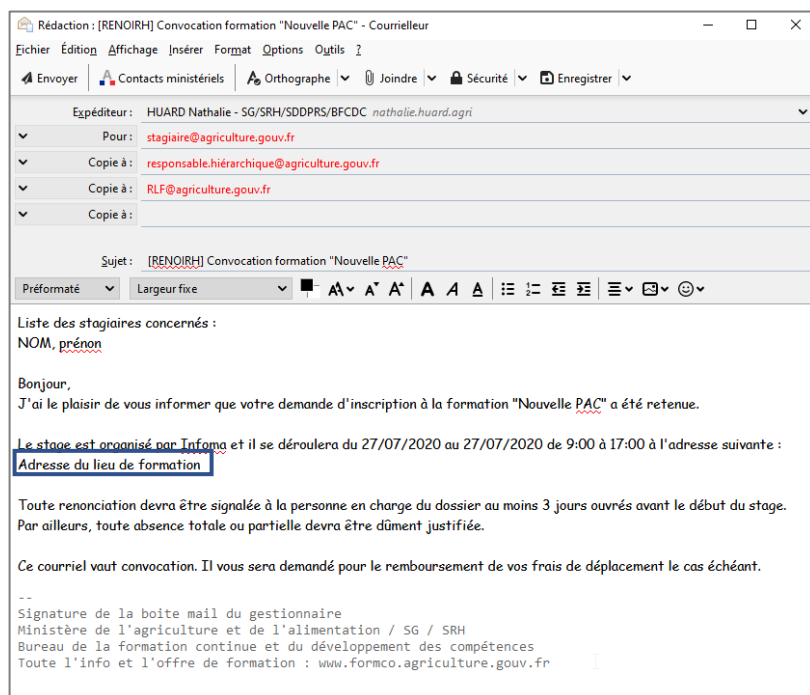 Rédaction : [RENOIRH] Convocation formation "Nouvelle PAC" - Courrielleur
Fichier Édition Affichage Insérer Format Options Outils ?
Envoyer Contacts ministériels Orthographe Joindre Sécurité Enregistrer
Expéditeur : HUARD Nathalie - SG/SRH/SDDPRS/BFCDC nathalie.huard.agri
Pour : stagiaire@agriculture.gouv.fr
Copie à : responsable.hiérarchique@agriculture.gouv.fr
Copie à : RLF@agriculture.gouv.fr
Copie à :
Sujet : [RENOIRH] Convocation formation "Nouvelle PAC"
Préformaté Largeur fixe
Liste des stagiaires concernés :
NOM, prénon
Bonjour,
J'ai le plaisir de vous informer que votre demande d'inscription à la formation "Nouvelle PAC" a été retenue.
Le stage est organisé par Infoma et il se déroulera du 27/07/2020 au 27/07/2020 de 9:00 à 17:00 à l'adresse suivante :
Adresse du lieu de formation
Toute renonciation devra être signalée à la personne en charge du dossier au moins 3 jours ouvrés avant le début du stage.
Par ailleurs, toute absence totale ou partielle devra être dûment justifiée.
Ce courriel vaut convocation. Il vous sera demandé pour le remboursement de vos frais de déplacement le cas échéant.
--
Signature de la boite mail du gestionnaire
Ministère de l'agriculture et de l'alimentation / SG / SRH
Bureau de la formation continue et du développement des compétences
Toute l'info et l'offre de formation : www.formco.agriculture.gouv.fr